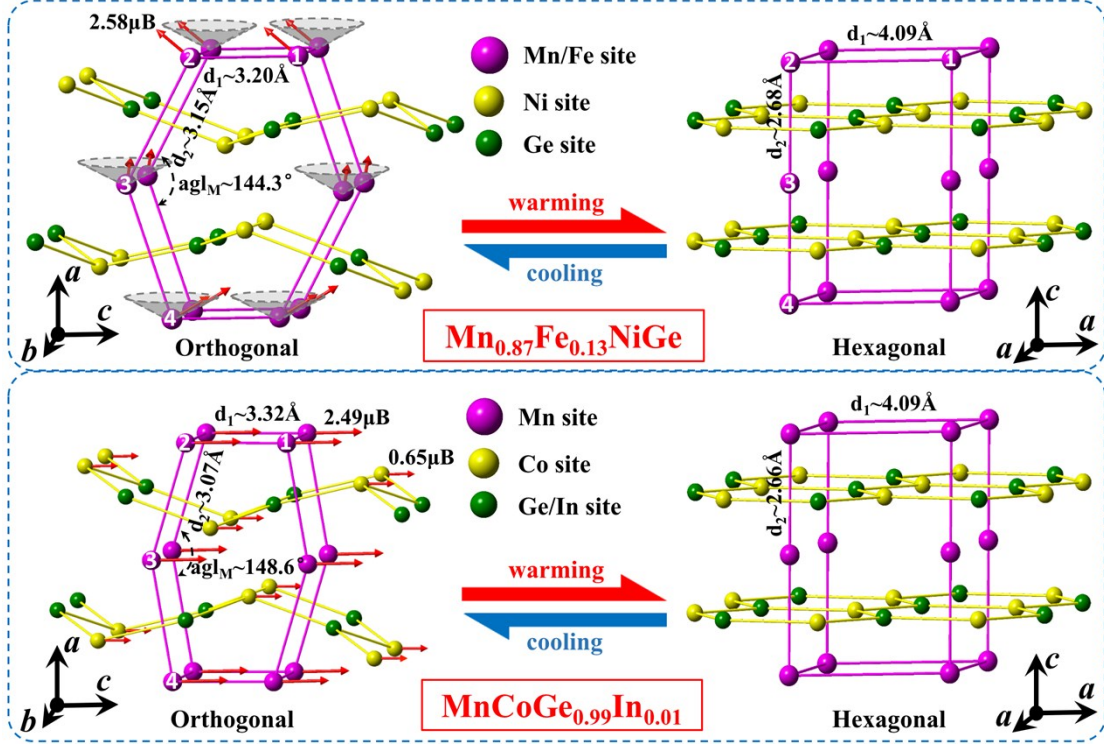 2.58μB
2
1
d₁~3.20Å
d₂~3.15Å
3
agl_M~144.3°
4
a
c
b
Orthogonal
Mn/Fe site
Ni site
Ge site
warming
cooling
Mn₀.₈₇Fe₀.₁₃NiGe
d₁~4.09Å
2
1
d₂~2.68Å
3
4
c
a
a
Hexagonal
d₁~3.32Å
2.49μB
2
1
0.65μB
d₂~3.07Å
3
agl_M~148.6°
4
a
c
b
Orthogonal
Mn site
Co site
Ge/In site
warming
cooling
MnCoGe₀.₉₉In₀.₀₁
d₁~4.09Å
d₂~2.66Å
c
a
a
Hexagonal